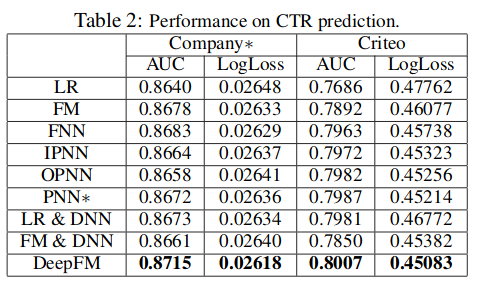 Table 2: Performance on CTR prediction.
Company∗ Criteo
AUC LogLoss AUC LogLoss
LR 0.8640 0.02648 0.7686 0.47762
FM 0.8678 0.02633 0.7892 0.46077
FNN 0.8683 0.02629 0.7963 0.45738
IPNN 0.8664 0.02637 0.7972 0.45323
OPNN 0.8658 0.02641 0.7982 0.45256
PNN∗ 0.8672 0.02636 0.7987 0.45214
LR & DNN 0.8673 0.02634 0.7981 0.46772
FM & DNN 0.8661 0.02640 0.7850 0.45382
DeepFM 0.8715 0.02618 0.8007 0.45083